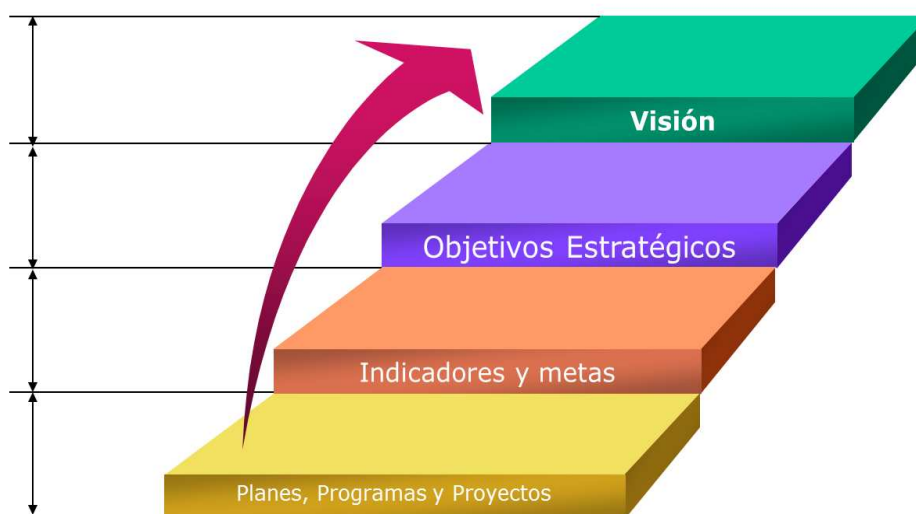 Visión
Objetivos Estratégicos
Indicadores y metas
Planes, Programas y Proyectos